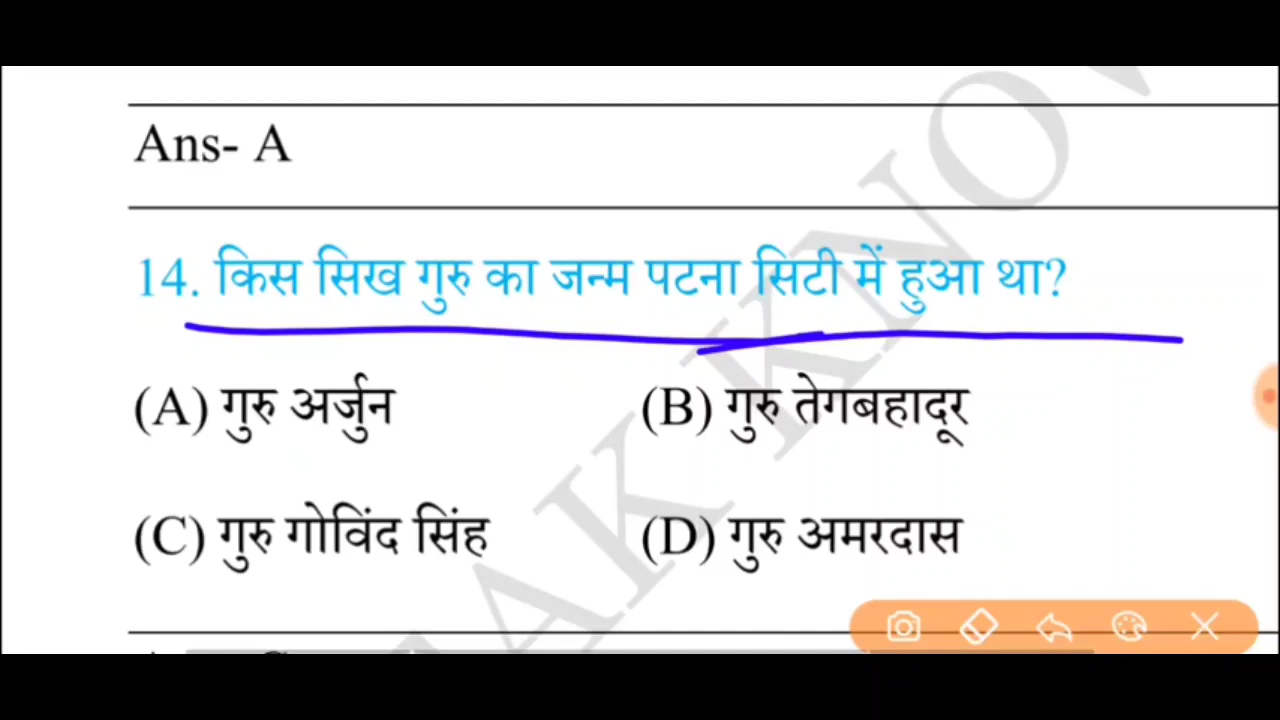 Ans- A
14. किस सिख गुरु का जन्म पटना सिटी में हुआ था?
(A) गुरु अर्जुन (B) गुरु तेगबहादूर
(C) गुरु गोविंद सिंह (D) गुरु अमरदास